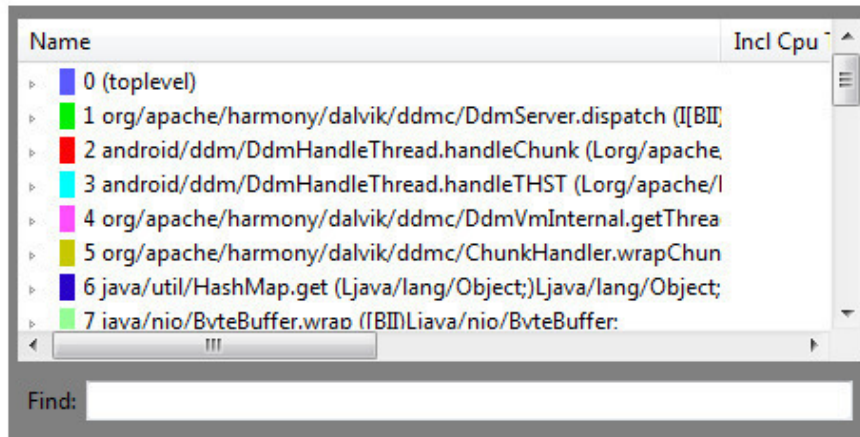 Name Incl Cpu
0 (toplevel)
1 org/apache/harmony/dalvik/ddmc/DdmServer.dispatch (I[BII)
2 android/ddm/DdmHandleThread.handleChunk (Lorg/apache
3 android/ddm/DdmHandleThread.handleTHST (Lorg/apache/
4 org/apache/harmony/dalvik/ddmc/DdmVmInternal.getThrea
5 org/apache/harmony/dalvik/ddmc/ChunkHandler.wrapChun
6 java/util/HashMap.get (Ljava/lang/Object;)Ljava/lang/Object;
7 java/nio/ByteBuffer.wrap ([BII)Ljava/nio/ByteBuffer;
Find: